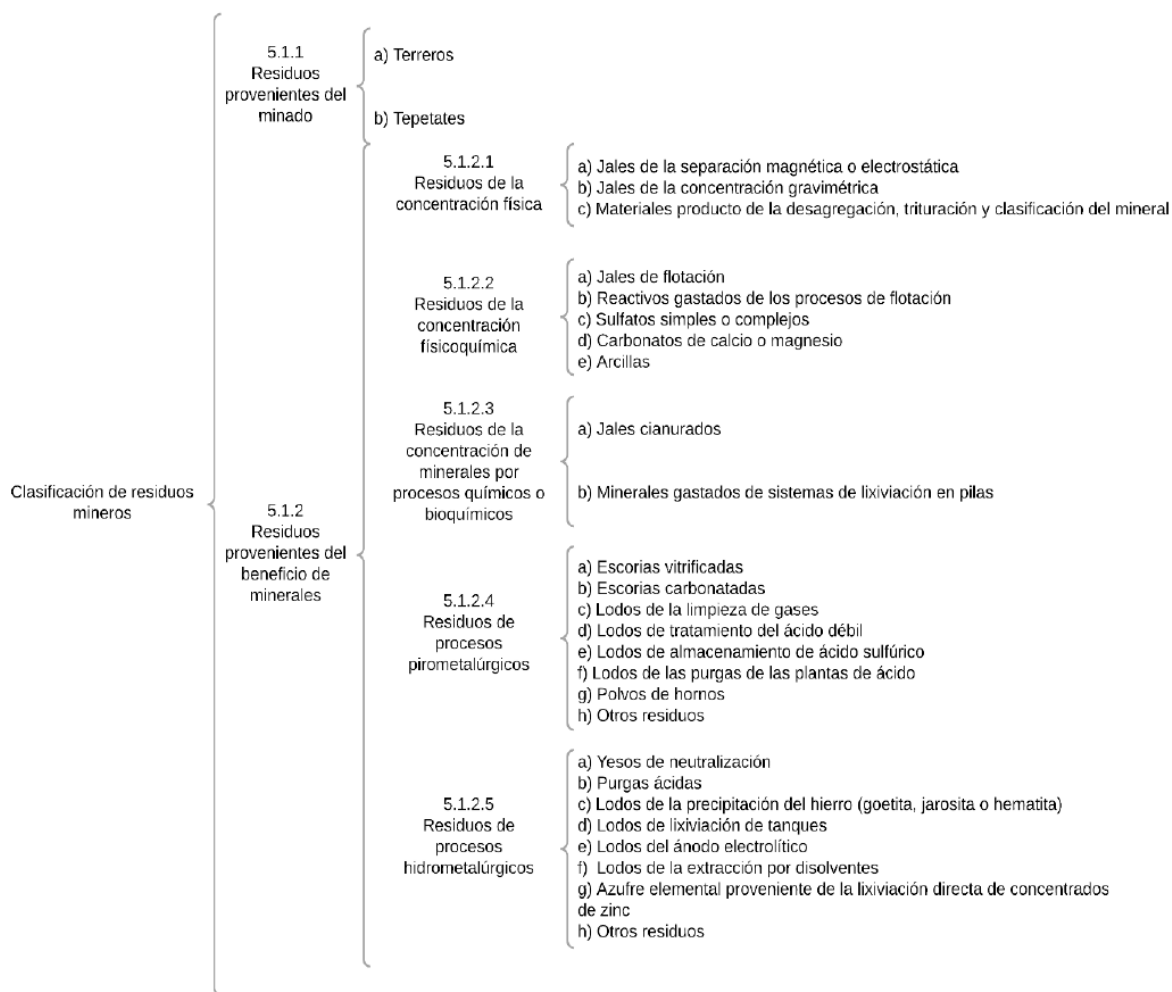 Clasificación de residuos
mineros
5.1.1
Residuos
provenientes del
minado
a) Terreros
b) Tepetates
5.1.2
Residuos
provenientes del
beneficio de
minerales
5.1.2.1
Residuos de la
concentración física
a) Jales de la separación magnética o electrostática
b) Jales de la concentración gravimétrica
c) Materiales producto de la desagregación, trituración y clasificación del mineral
5.1.2.2
Residuos de la
concentración
físicoquímica
a) Jales de flotación
b) Reactivos gastados de los procesos de flotación
c) Sulfatos simples o complejos
d) Carbonatos de calcio o magnesio
e) Arcillas
5.1.2.3
Residuos de la
concentración de
minerales por
procesos químicos o
bioquímicos
a) Jales cianurados
b) Minerales gastados de sistemas de lixiviación en pilas
5.1.2.4
Residuos de
procesos
pirometalúrgicos
a) Escorias vitrificadas
b) Escorias carbonatadas
c) Lodos de la limpieza de gases
d) Lodos de tratamiento del ácido débil
e) Lodos de almacenamiento de ácido sulfúrico
f) Lodos de las purgas de las plantas de ácido
g) Polvos de hornos
h) Otros residuos
5.1.2.5
Residuos de
procesos
hidrometalúrgicos
a) Yesos de neutralización
b) Purgas ácidas
c) Lodos de la precipitación del hierro (goetita, jarosita o hematita)
d) Lodos de lixiviación de tanques
e) Lodos del ánodo electrolítico
f) Lodos de la extracción por disolventes
g) Azufre elemental proveniente de la lixiviación directa de concentrados
de zinc
h) Otros residuos